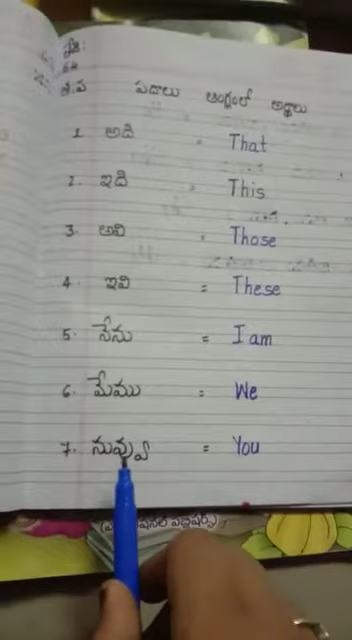 పదాలు ఆంగ్లంలో అర్థాలు
1. అది = That
2. ఇది = This
3. అవి = Those
4. ఇవి = These
5. నేను = I am
6. మేము = We
7. నువ్వు = You